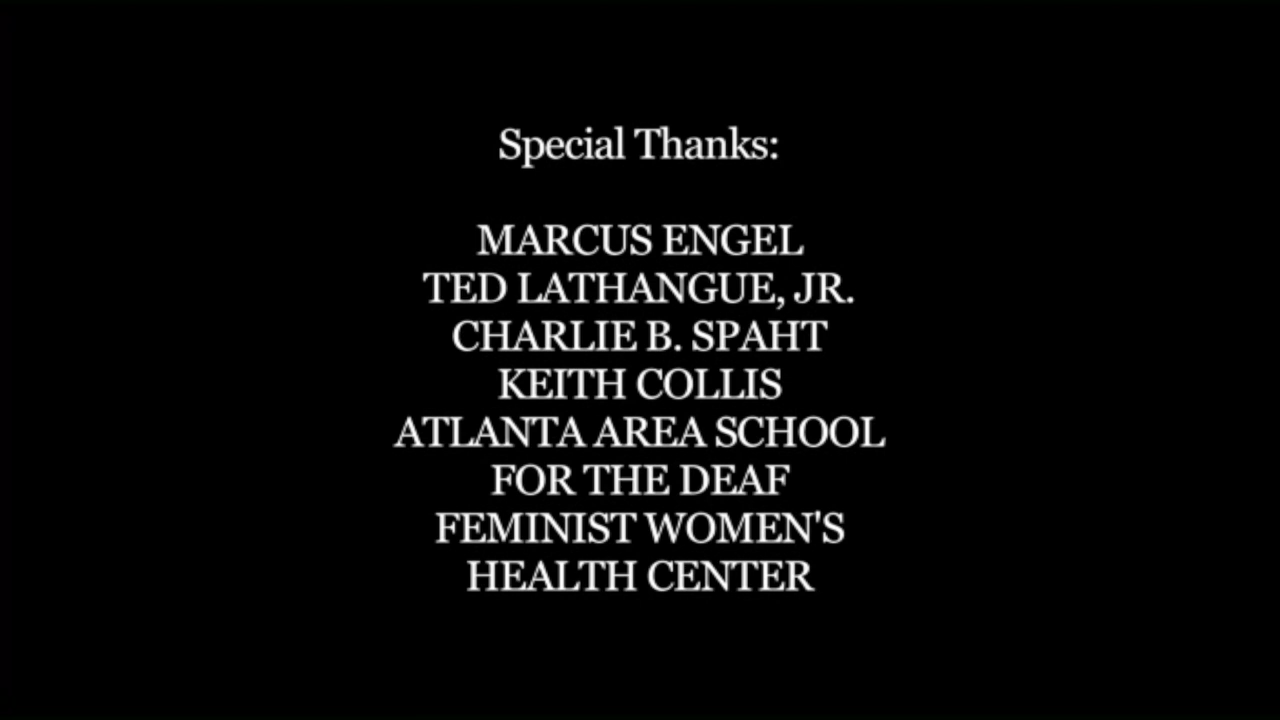 Special Thanks:
MARCUS ENGEL
TED LATHANGUE, JR.
CHARLIE B. SPAHT
KEITH COLLIS
ATLANTA AREA SCHOOL
FOR THE DEAF
FEMINIST WOMEN'S
HEALTH CENTER